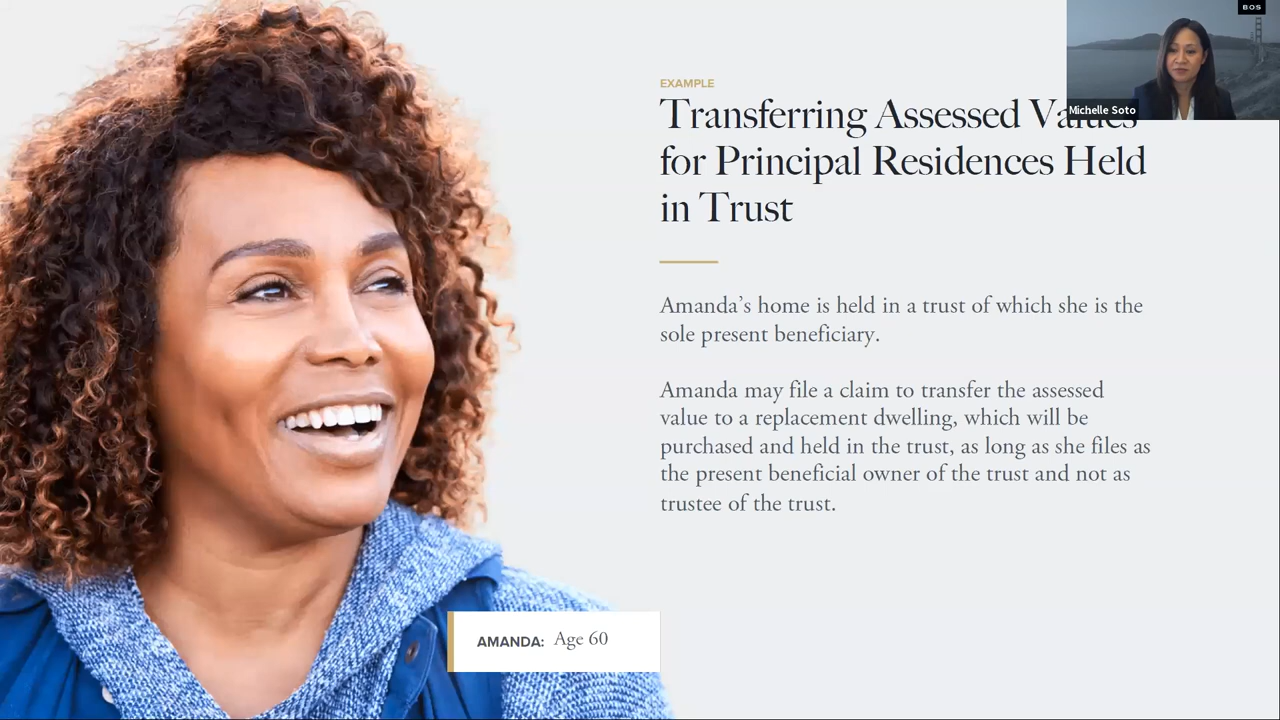 BOS
EXAMPLE
Transferring Assessed Values
for Principal Residences Held
in Trust
Michelle Soto
Amanda's home is held in a trust of which she is the
sole present beneficiary.
Amanda may file a claim to transfer the assessed
value to a replacement dwelling, which will be
purchased and held in the trust, as long as she files as
the present beneficial owner of the trust and not as
trustee of the trust.
AMANDA: Age 60